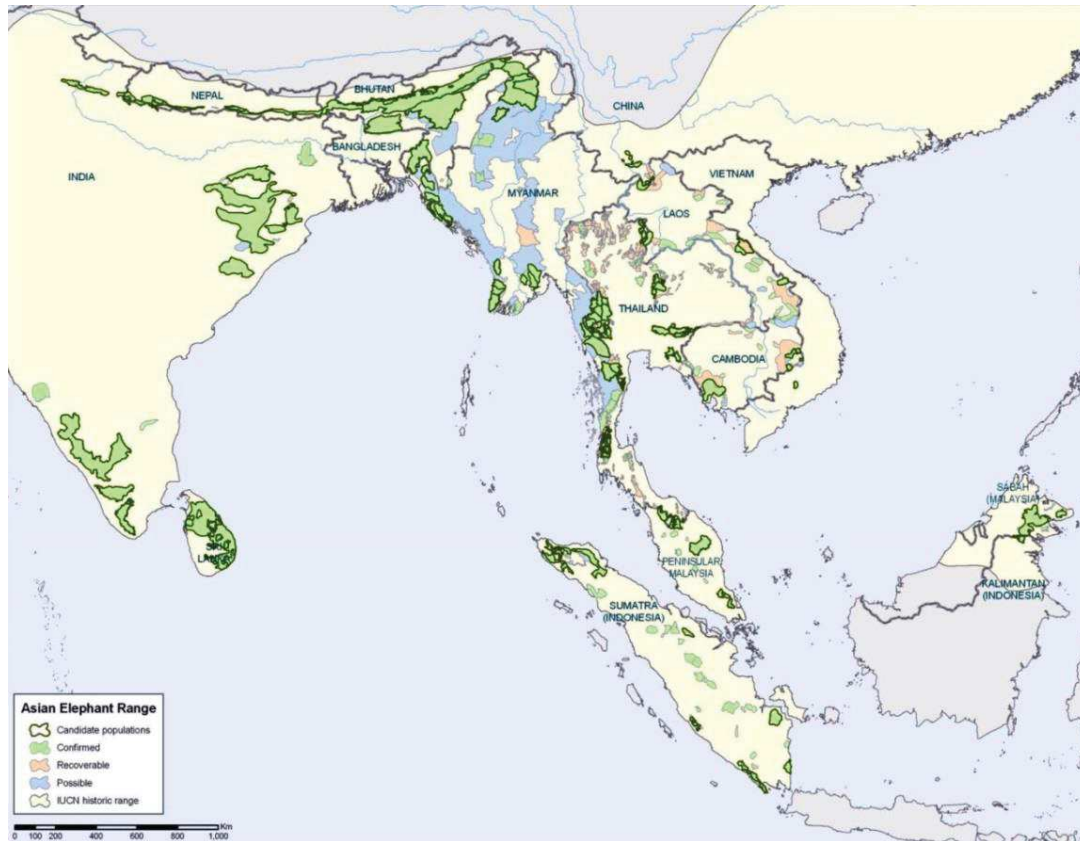 CHINA
NEPAL
BHUTAN
BANGLADESH
INDIA
MYANMAR
VIETNAM
LAOS
THAILAND
CAMBODIA
SRI
LANKA
SABAH
(MALAYSIA)
PENINSULAR
MALAYSIA
KALIMANTAN
(INDONESIA)
SUMATRA
(INDONESIA)
Asian Elephant Range
Candidate populations
Confirmed
Recoverable
Possible
IUCN historic range
Km
0 100 200 400 600 800 1,000